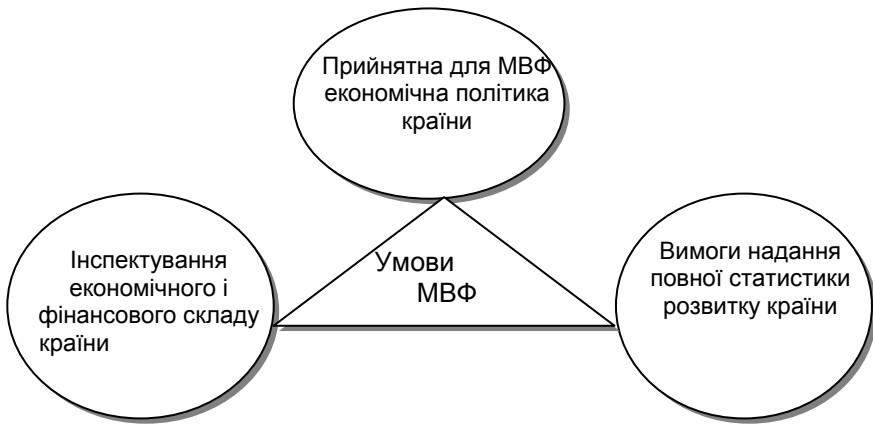 Прийнятна для МВФ
економічна політика
країни
Інспектування
економічного і
фінансового складу
країни
Умови
МВФ
Вимоги надання
повної статистики
розвитку країни